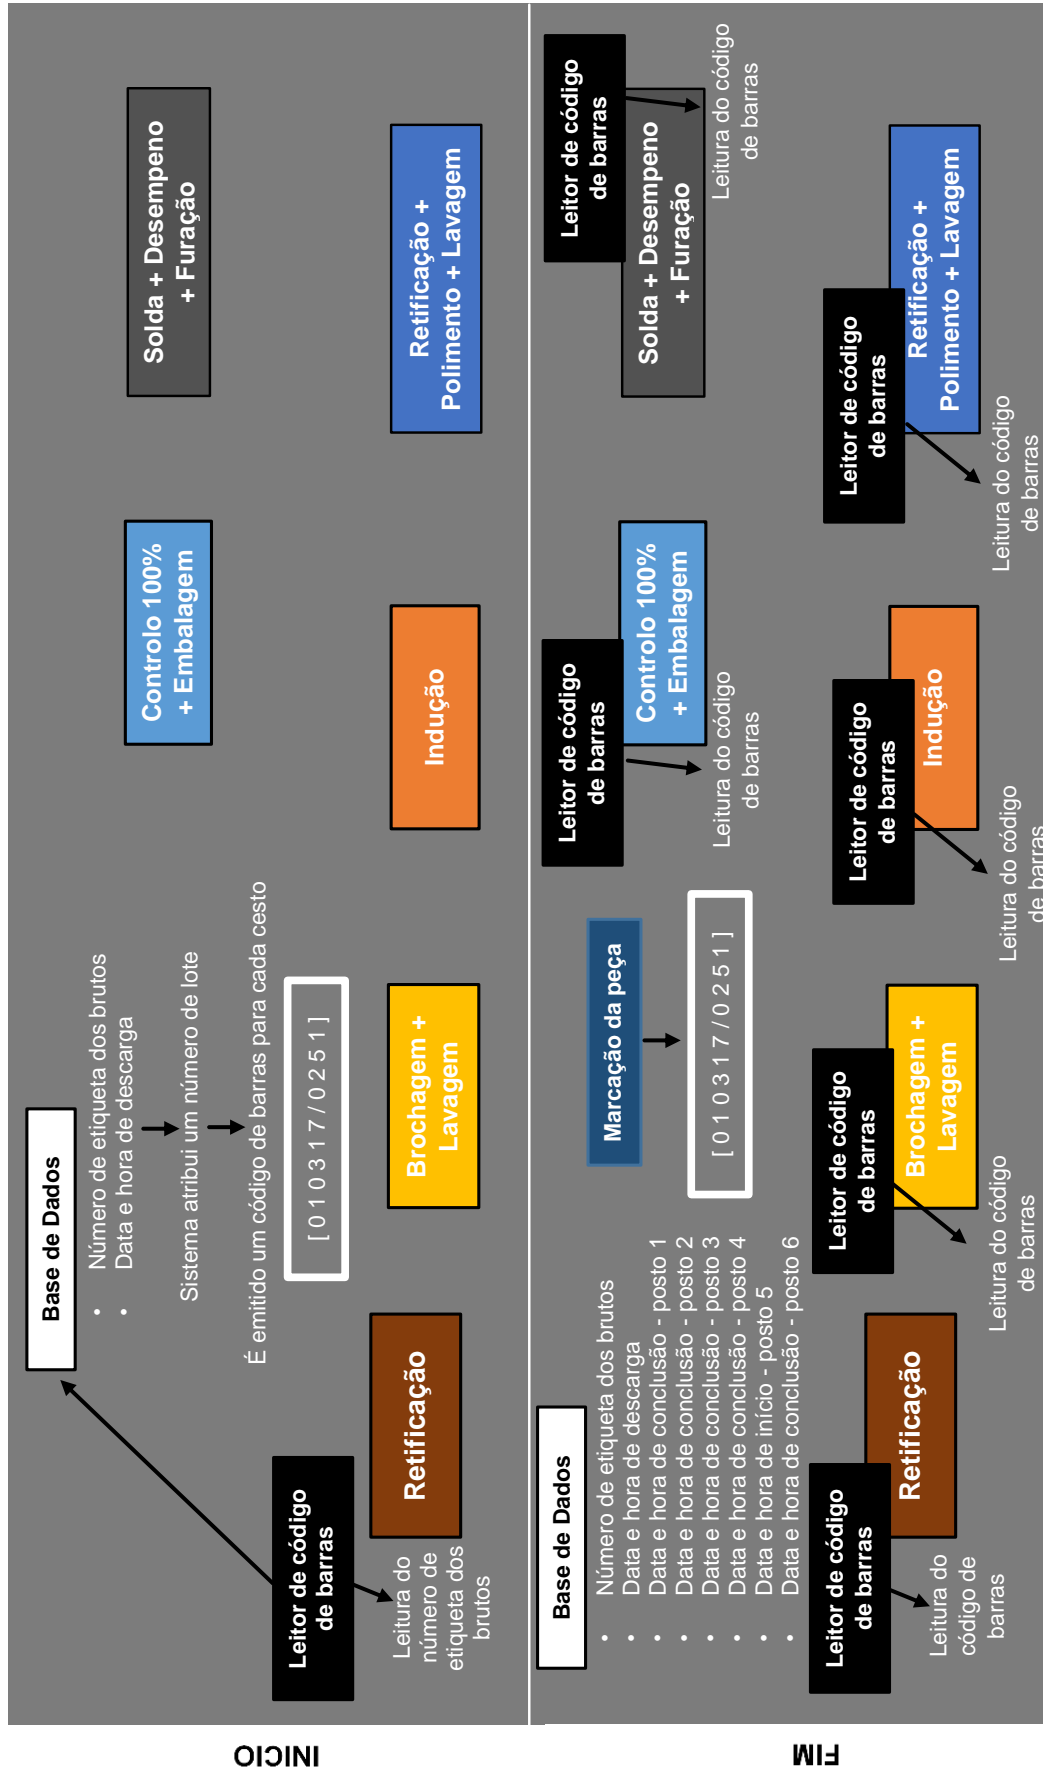 INICIO
Base de Dados
• Número de etiqueta dos brutos
• Data e hora de descarga
Sistema atribui um número de lote
É emitido um código de barras para cada cesto
[ 0 1 0 3 1 7 / 0 2 5 1 ]
Leitor de código
de barras
Leitura do
número de
etiqueta dos
brutos
Retificação
Brochagem +
Lavagem
Indução
Controlo 100%
+ Embalagem
Solda + Desempeno
+ Furação
Retificação +
Polimento + Lavagem
FIM
Base de Dados
• Número de etiqueta dos brutos
• Data e hora de descarga
• Data e hora de conclusão - posto 1
• Data e hora de conclusão - posto 2
• Data e hora de conclusão - posto 3
• Data e hora de conclusão - posto 4
• Data e hora de início - posto 5
• Data e hora de conclusão - posto 6
Marcação da peça
[ 0 1 0 3 1 7 / 0 2 5 1 ]
Leitor de código
de barras
Controlo 100%
+ Embalagem
Leitura do código
de barras
Leitor de código
de barras
Solda + Desempeno
+ Furação
Leitura do código
de barras
Leitor de código
de barras
Retificação
Leitura do
código de
barras
Leitor de código
de barras
Brochagem +
Lavagem
Leitura do código
de barras
Leitor de código
de barras
Indução
Leitura do código
de barras
Leitor de código
de barras
Retificação +
Polimento + Lavagem
Leitura do código
de barras